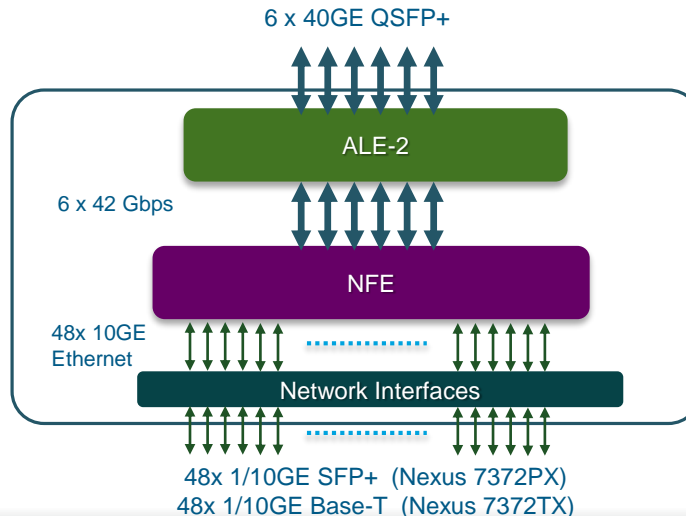 6 x 40GE QSFP+
ALE-2
6 x 42 Gbps
NFE
48x 10GE
Ethernet
Network Interfaces
48x 1/10GE SFP+ (Nexus 7372PX)
48x 1/10GE Base-T (Nexus 7372TX)